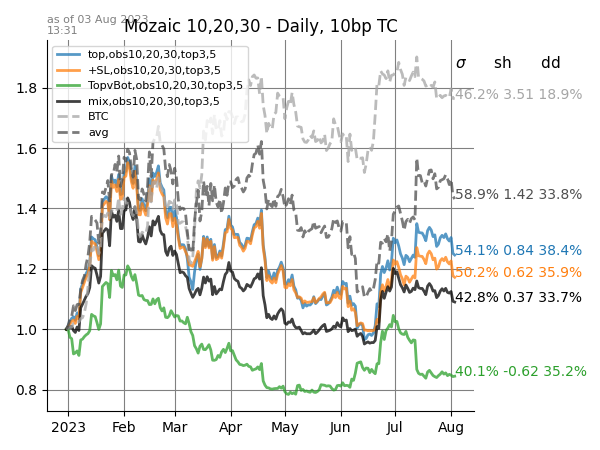 as of 03 Aug 2023
13:31
Mozaic 10,20,30 - Daily, 10bp TC
top,obs10,20,30,top3,5
+SL,obs10,20,30,top3,5
TopvBot,obs10,20,30,top3,5
mix,obs10,20,30,top3,5
BTC
avg
σ sh dd
46.2% 3.51 18.9%
58.9% 1.42 33.8%
54.1% 0.84 38.4%
50.2% 0.62 35.9%
42.8% 0.37 33.7%
40.1% -0.62 35.2%
1.8
1.6
1.4
1.2
1.0
0.8
2023 Feb Mar Apr May Jun Jul Aug